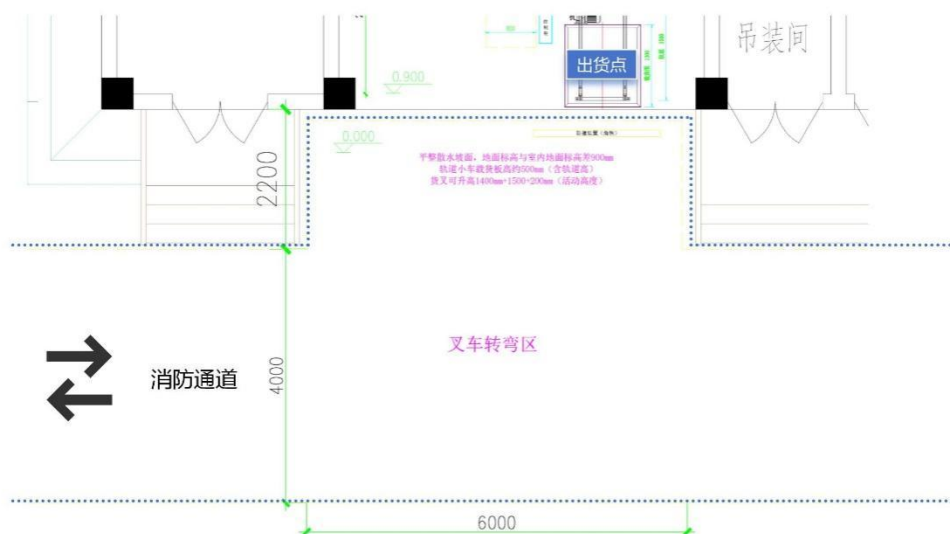 吊装间
出货点
0.900
0.000
平整散水坡面，地面标高与室内地面标高差900mm
轨道小车载货板高约500mm（含轨道高）
货叉可升高1400mm+1500+200mm（活动高度）
2200
叉车转弯区
消防通道
4000
6000